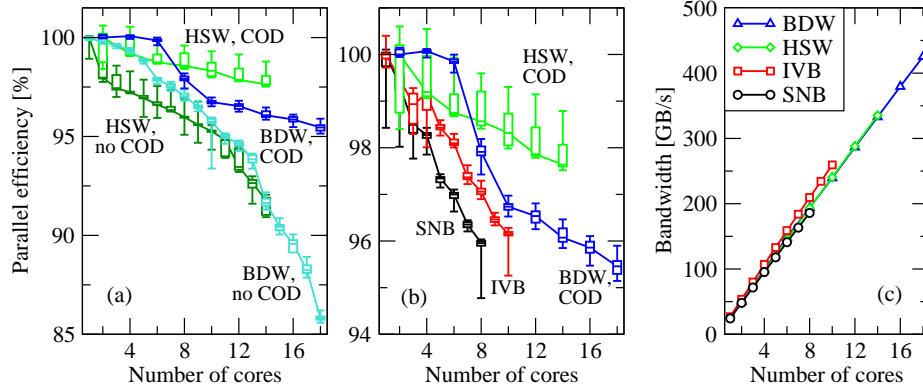 Parallel efficiency [%]
100
95
90
85
HSW, COD
HSW,
no COD
BDW,
COD
BDW,
no COD
(a)
4 8 12 16
Number of cores
100
98
96
94
HSW,
COD
SNB
IVB
BDW,
COD
(b)
4 8 12 16
Number of cores
Bandwidth [GB/s]
500
400
300
200
100
0
BDW
HSW
IVB
SNB
(c)
4 8 12 16
Number of cores